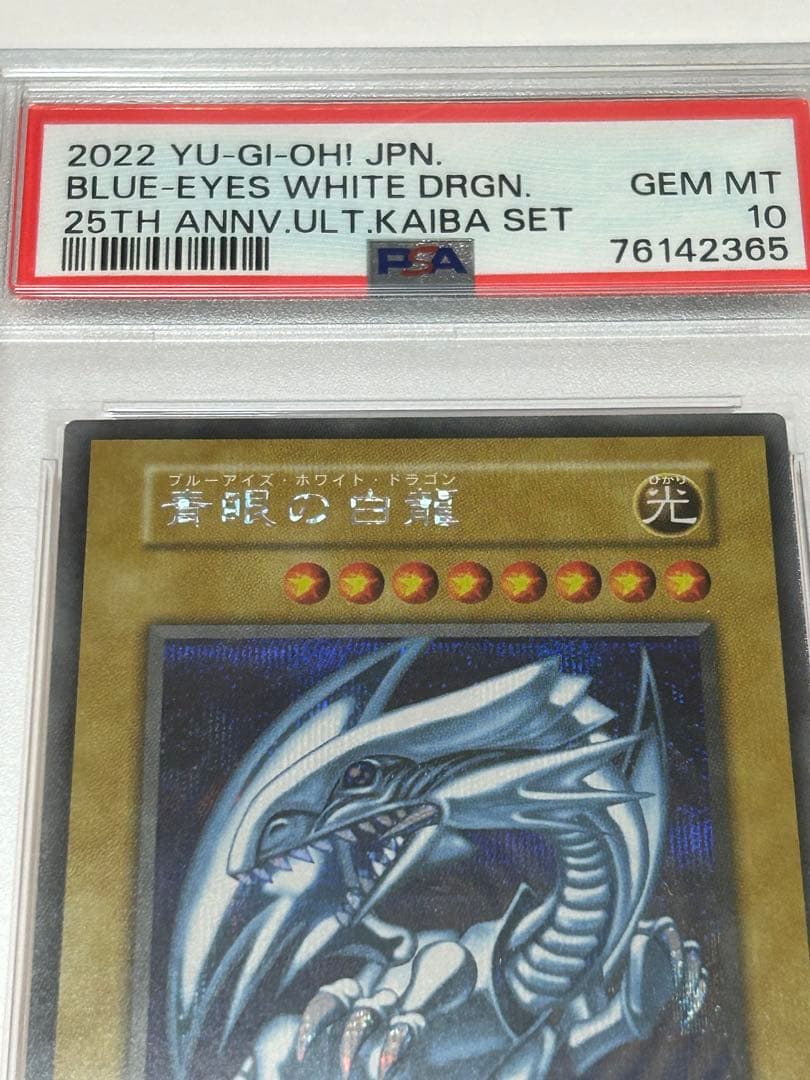 2022 YU-GI-OH! JPN.
BLUE-EYES WHITE DRGN. GEM MT
25TH ANNV.ULT.KAIBA SET 10
PSA 76142365
ブルーアイズ・ホワイト・ドラゴン
青眼の白龍
ひかり
光